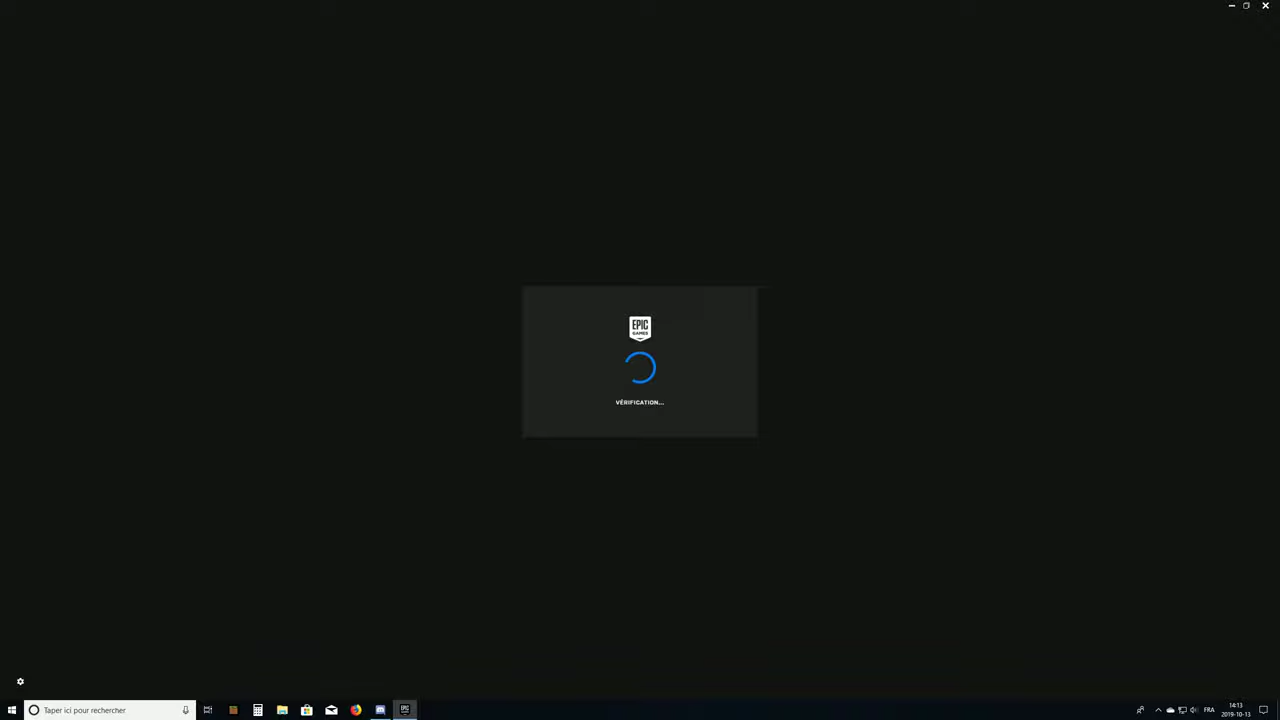 EPIC
GAMES
VÉRIFICATION...
Taper ici pour rechercher
FRA
14:13
2019-10-13